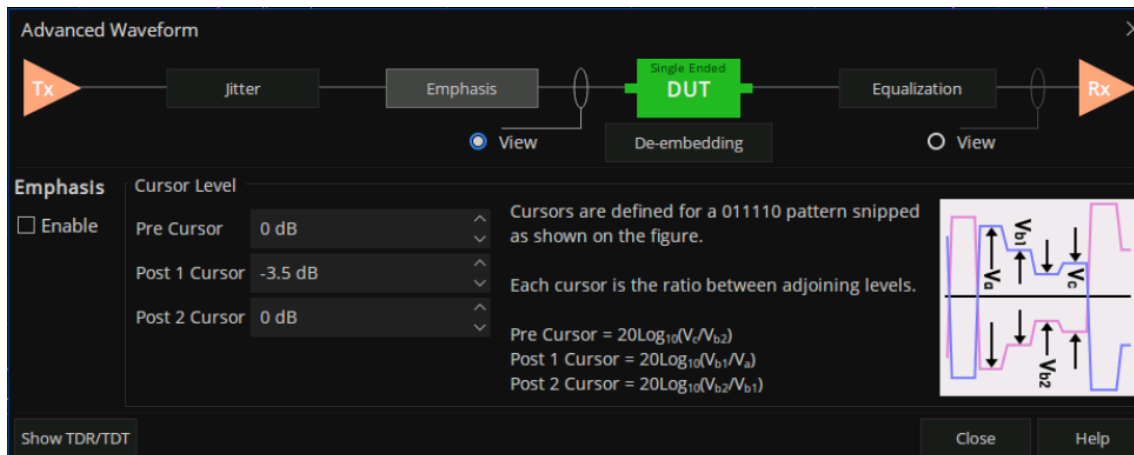 Advanced Waveform
Tx
Jitter
Emphasis
Single Ended
DUT
Equalization
Rx
View
De-embedding
View
Emphasis
Enable
Cursor Level
Pre Cursor
0 dB
Post 1 Cursor
-3.5 dB
Post 2 Cursor
0 dB
Cursors are defined for a 011110 pattern snipped
as shown on the figure.
Each cursor is the ratio between adjoining levels.
Pre Cursor = 20Log₁₀(Vc/Vb2)
Post 1 Cursor = 20Log₁₀(Vb1/Va)
Post 2 Cursor = 20Log₁₀(Vb2/Vb1)
Va
Vb1
Vc
Vb2
Show TDR/TDT
Close
Help